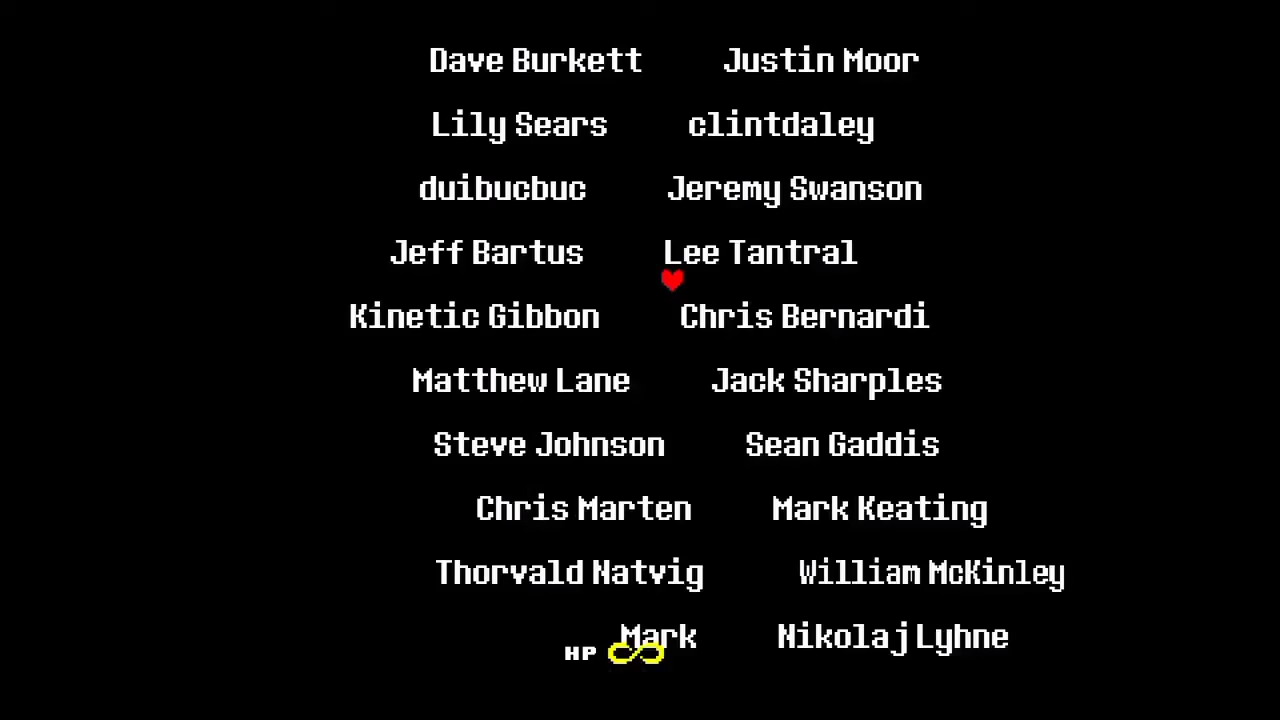 Dave Burkett Justin Moor
Lily Sears clintdaley
duibucbuc Jeremy Swanson
Jeff Bartus Lee Tantral
Kinetic Gibbon Chris Bernardi
Matthew Lane Jack Sharples
Steve Johnson Sean Gaddis
Chris Marten Mark Keating
Thorvald Natvig William McKinley
Mark Nikolaj Lyhne
HP ∞